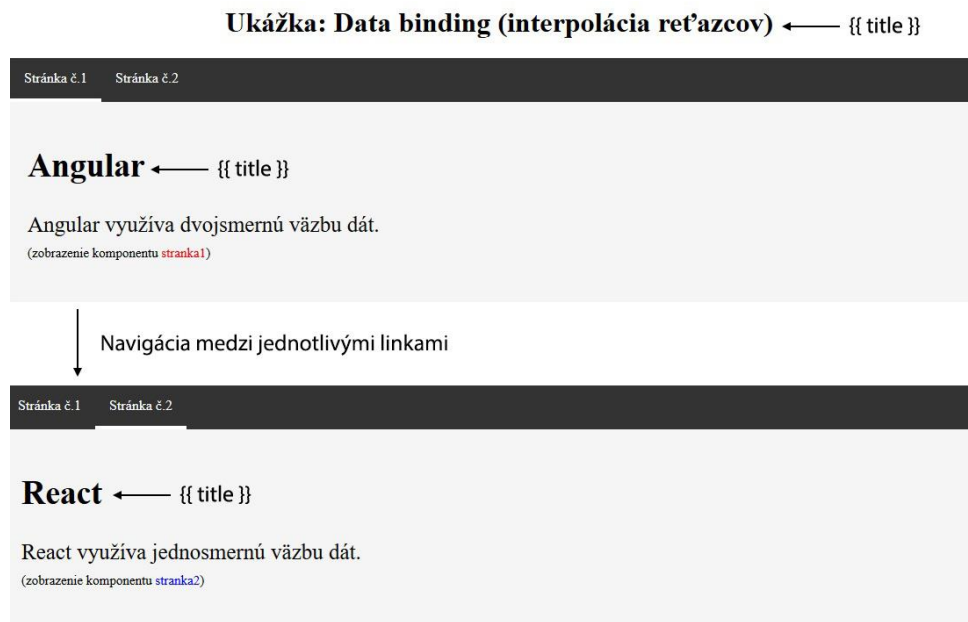 Ukážka: Data binding (interpolácia reťazcov) {{ title }}
Stránka č.1 Stránka č.2
Angular {{ title }}
Angular využíva dvojsmernú väzbu dát.
(zobrazenie komponentu stranka1)
Navigácia medzi jednotlivými linkami
Stránka č.1 Stránka č.2
React {{ title }}
React využíva jednosmernú väzbu dát.
(zobrazenie komponentu stranka2)